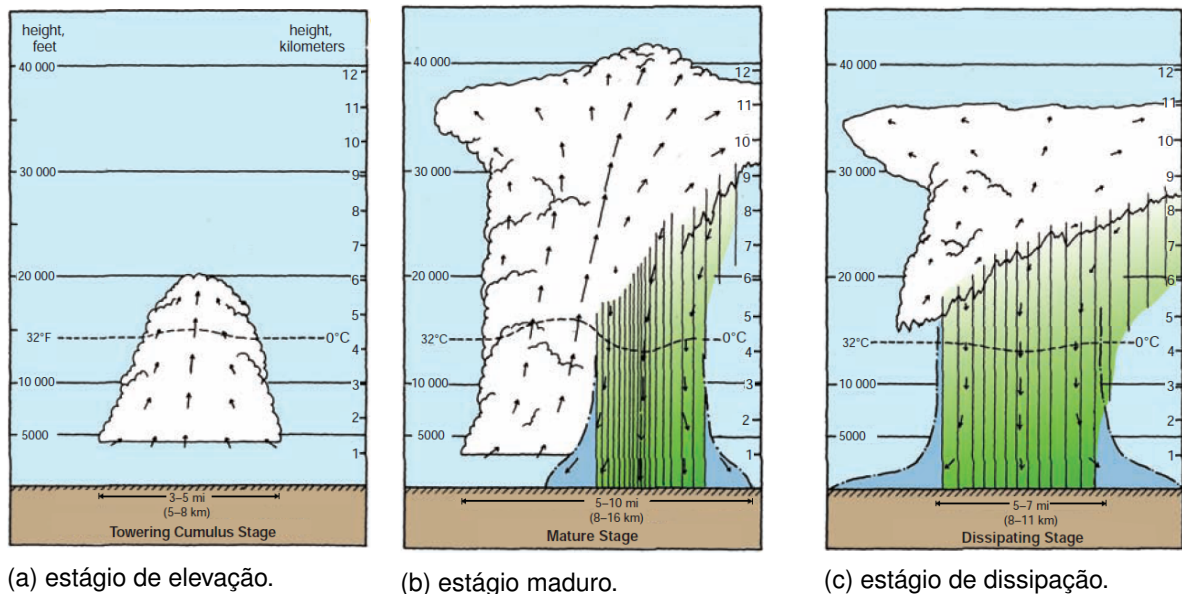 height,
feet
height,
kilometers
40 000
30 000
20 000
10 000
5000
12
11
10
9
8
7
6
5
4
3
2
1
32°F
0°C
3–5 mi
(5–8 km)
Towering Cumulus Stage
(a) estágio de elevação.
40 000
30 000
20 000
10 000
5000
12
11
10
9
8
7
6
5
4
3
2
1
32°C
0°C
5–10 mi
(8–16 km)
Mature Stage
(b) estágio maduro.
40 000
30 000
20 000
10 000
5000
12
11
10
9
8
7
6
5
4
3
2
1
32°C
0°C
5–7 mi
(8–11 km)
Dissipating Stage
(c) estágio de dissipação.